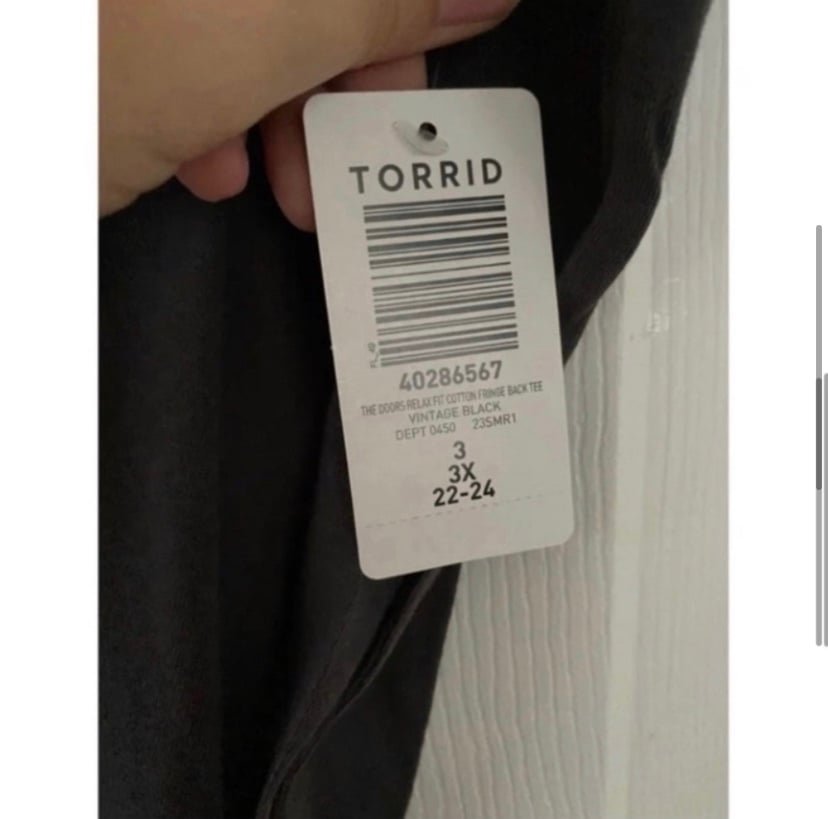 TORRID
FL_40
40286567
THE DOORS RELAX FIT COTTON FRINGE BACK TEE
VINTAGE BLACK
DEPT 0450 23SMR1
3
3X
22-24